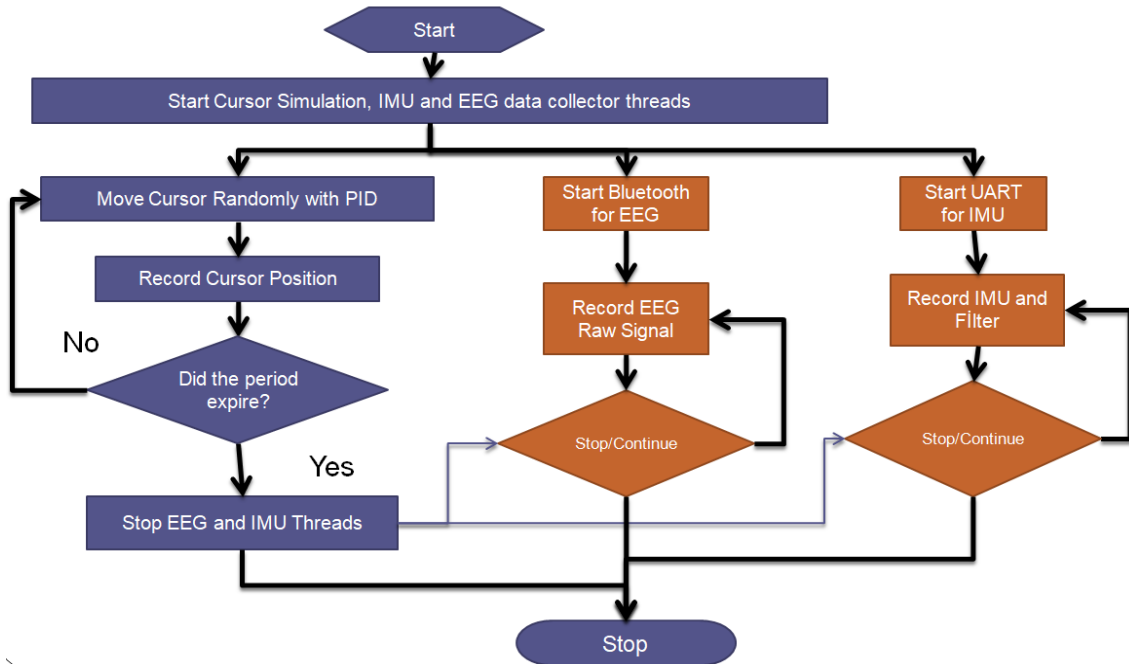 Start
Start Cursor Simulation, IMU and EEG data collector threads
Move Cursor Randomly with PID
Start Bluetooth
for EEG
Start UART
for IMU
Record Cursor Position
Record EEG
Raw Signal
Record IMU and
Fİlter
No
Did the period
expire?
Stop/Continue
Stop/Continue
Yes
Stop EEG and IMU Threads
Stop